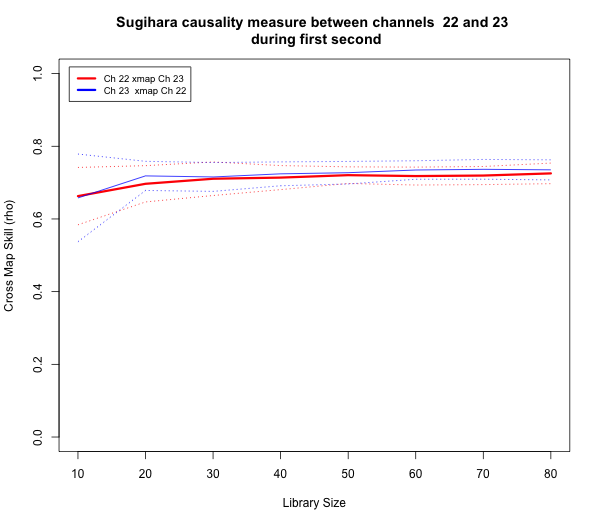 Sugihara causality measure between channels  22 and 23
during first second
Ch 22 xmap Ch 23
Ch 23  xmap Ch 22
Cross Map Skill (rho)
1.0
0.8
0.6
0.4
0.2
0.0
10 20 30 40 50 60 70 80
Library Size